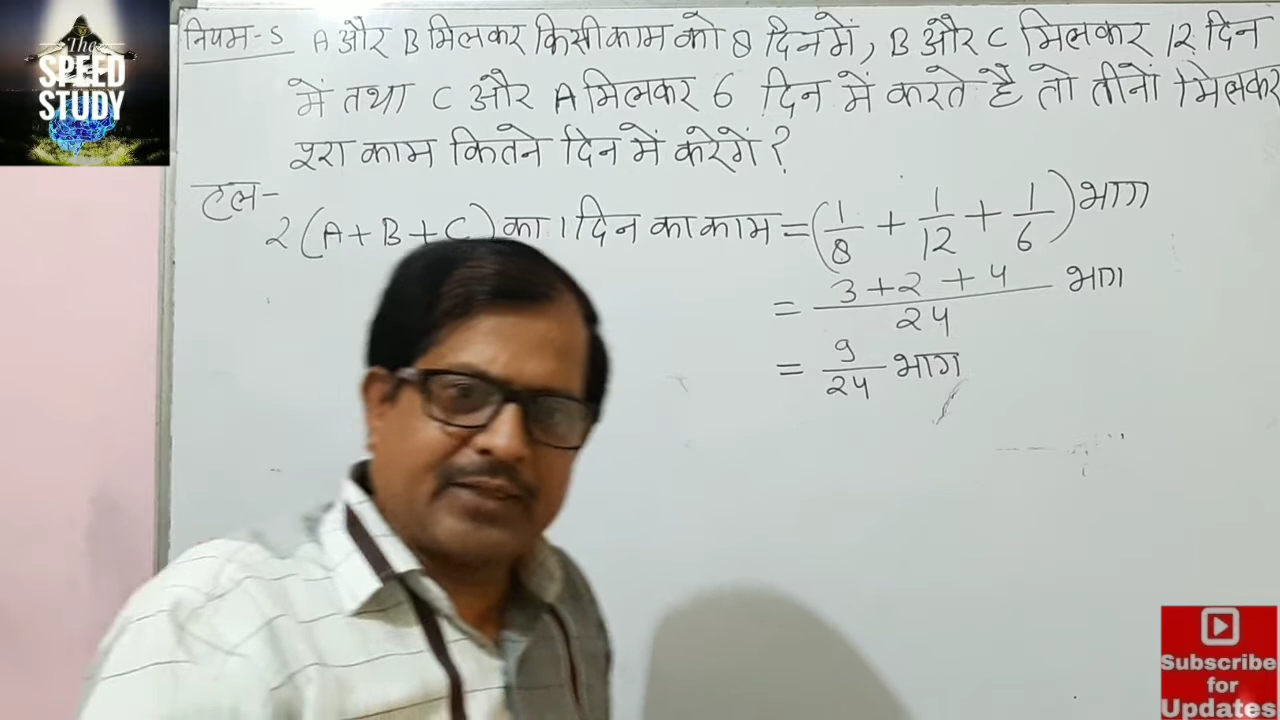 The
SPEED
STUDY
नियम-5 A और B मिलकर किसी काम को 8 दिन में, B और C मिलकर 12 दिन
में तथा C और A मिलकर 6 दिन में करते है तो तीनों मिलकर
काम कितने दिन में करेगें?
हल-
2(A+B+C) का 1 दिन का काम = (1/8 + 1/12 + 1/6) भाग
= 3+2+4/24 भाग
= 9/24 भाग
Subscribe
for
Updates